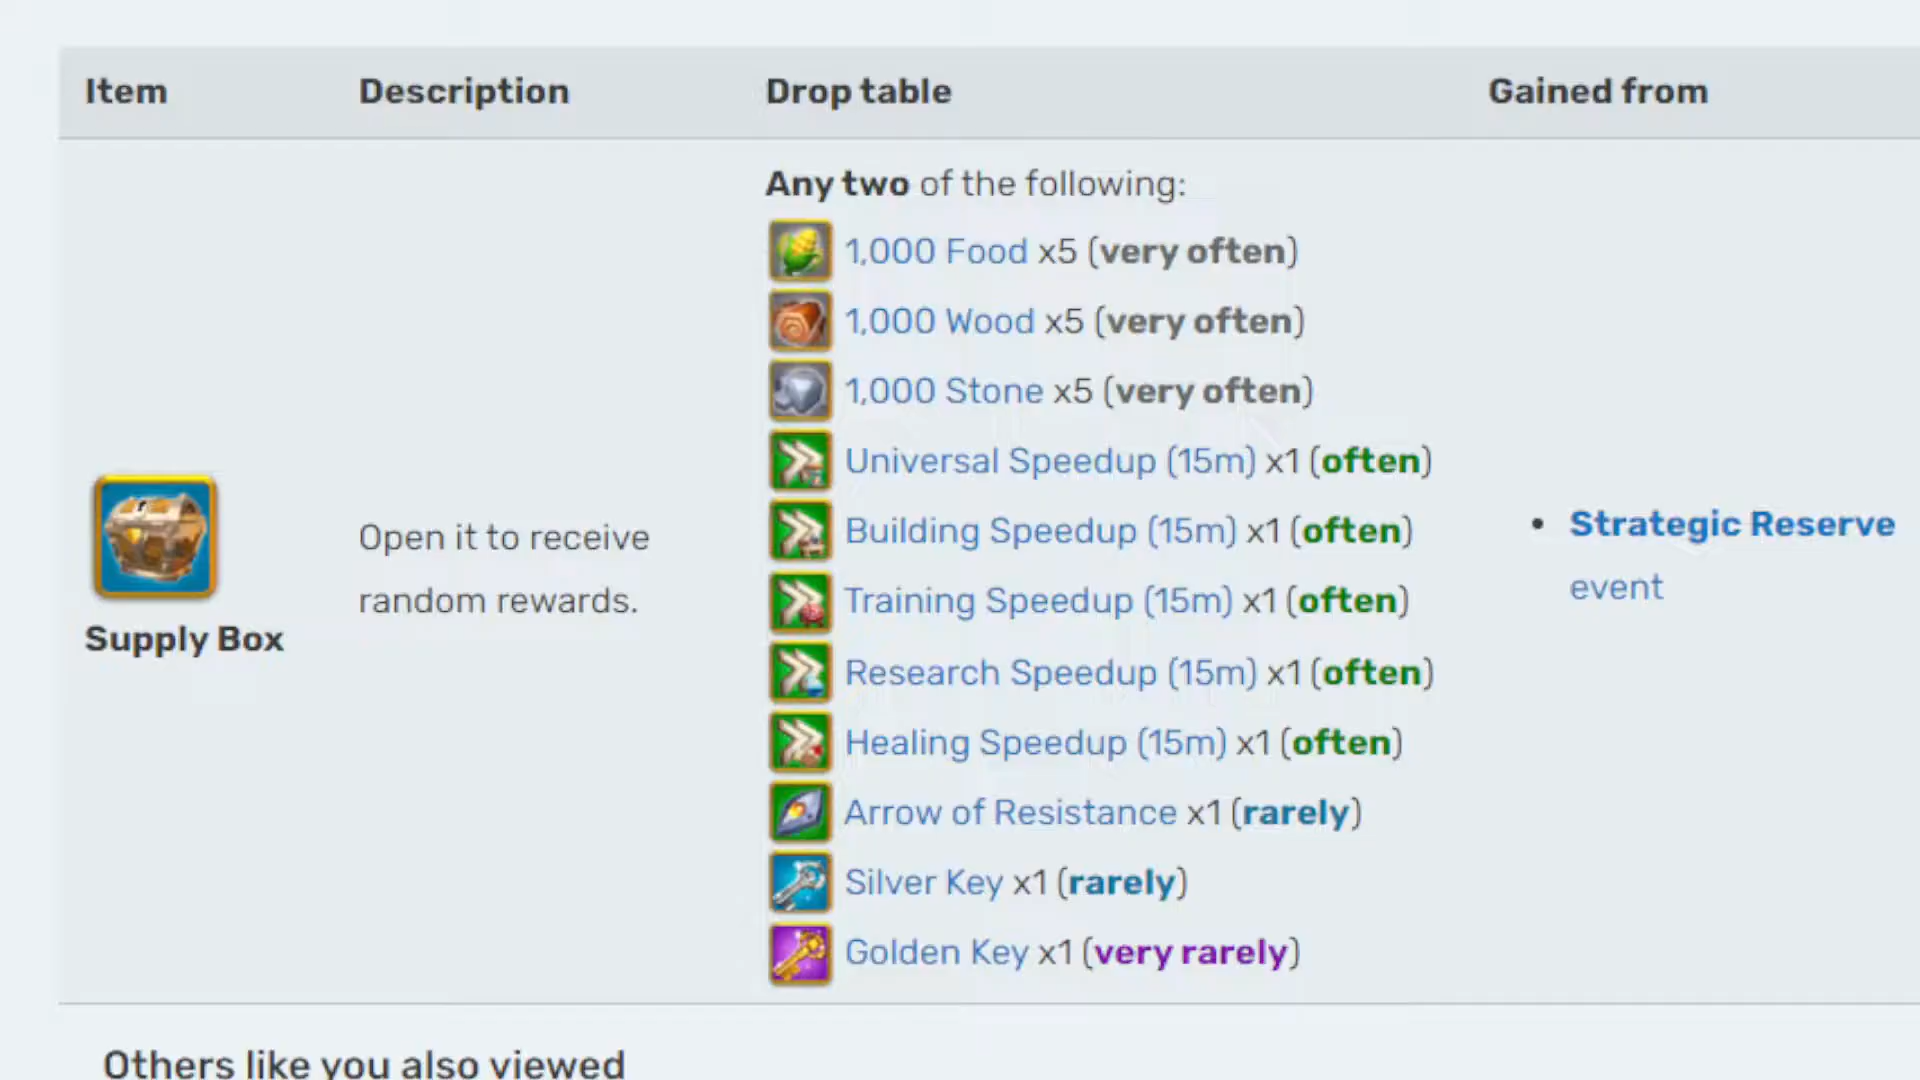 Item Description Drop table Gained from
Any two of the following:
1,000 Food x5 (very often)
1,000 Wood x5 (very often)
1,000 Stone x5 (very often)
Universal Speedup (15m) x1 (often)
Building Speedup (15m) x1 (often)
Training Speedup (15m) x1 (often)
Research Speedup (15m) x1 (often)
Healing Speedup (15m) x1 (often)
Arrow of Resistance x1 (rarely)
Silver Key x1 (rarely)
Golden Key x1 (very rarely)
Supply Box
Open it to receive
random rewards.
• Strategic Reserve
event
Others like you also viewed